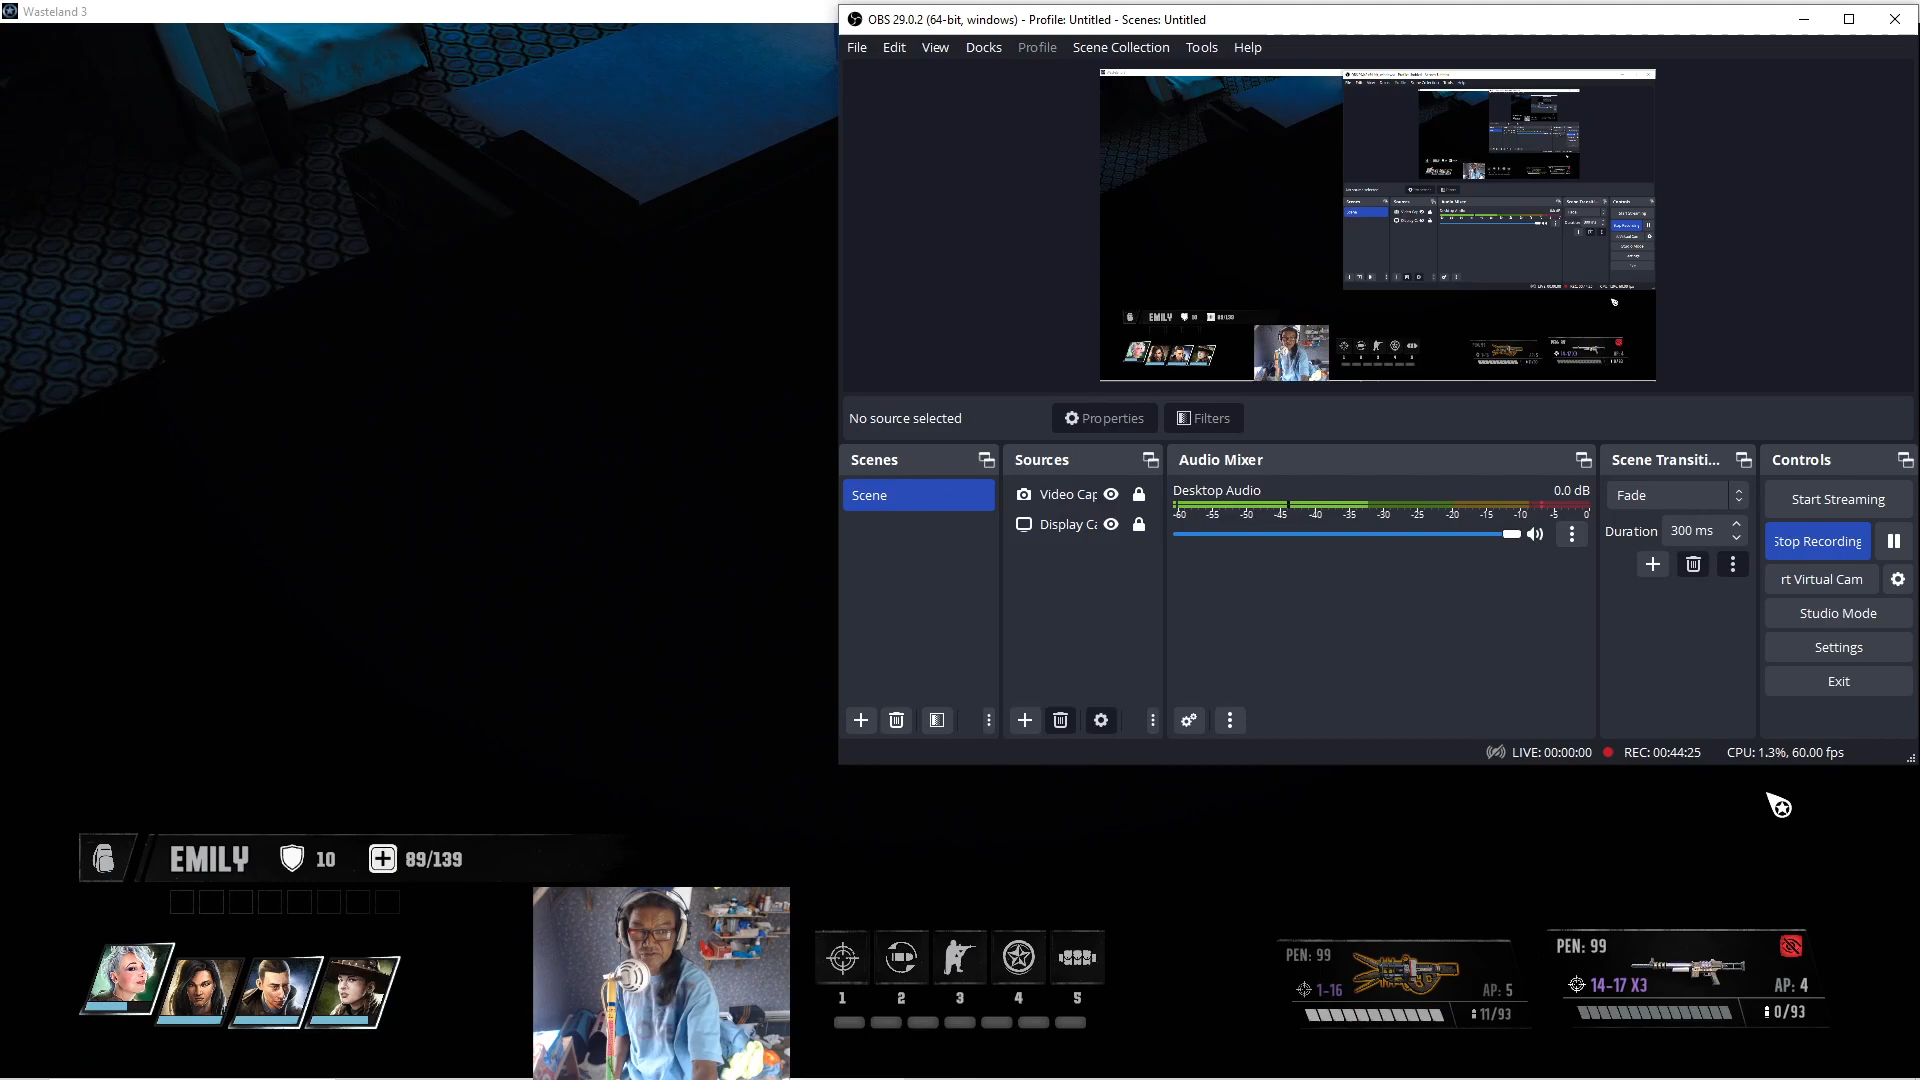 Wasteland 3
OBS 29.0.2 (64-bit, windows) - Profile: Untitled - Scenes: Untitled
File Edit View Docks Profile Scene Collection Tools Help
No source selected
Properties
Filters
Scenes
Scene
Sources
Video Cap
Display Ca
Audio Mixer
Desktop Audio 0.0 dB
-60 -55 -50 -45 -40 -35 -30 -25 -20 -15 -10 -5 0
Scene Transiti...
Fade
Duration 300 ms
Controls
Start Streaming
Stop Recording
rt Virtual Cam
Studio Mode
Settings
Exit
LIVE: 00:00:00 REC: 00:44:25 CPU: 1.3%, 60.00 fps
EMILY 10 89/139
1 2 3 4 5
PEN: 99
1-16
AP: 5
11/93
PEN: 99
14-17 X3
AP: 4
0/93